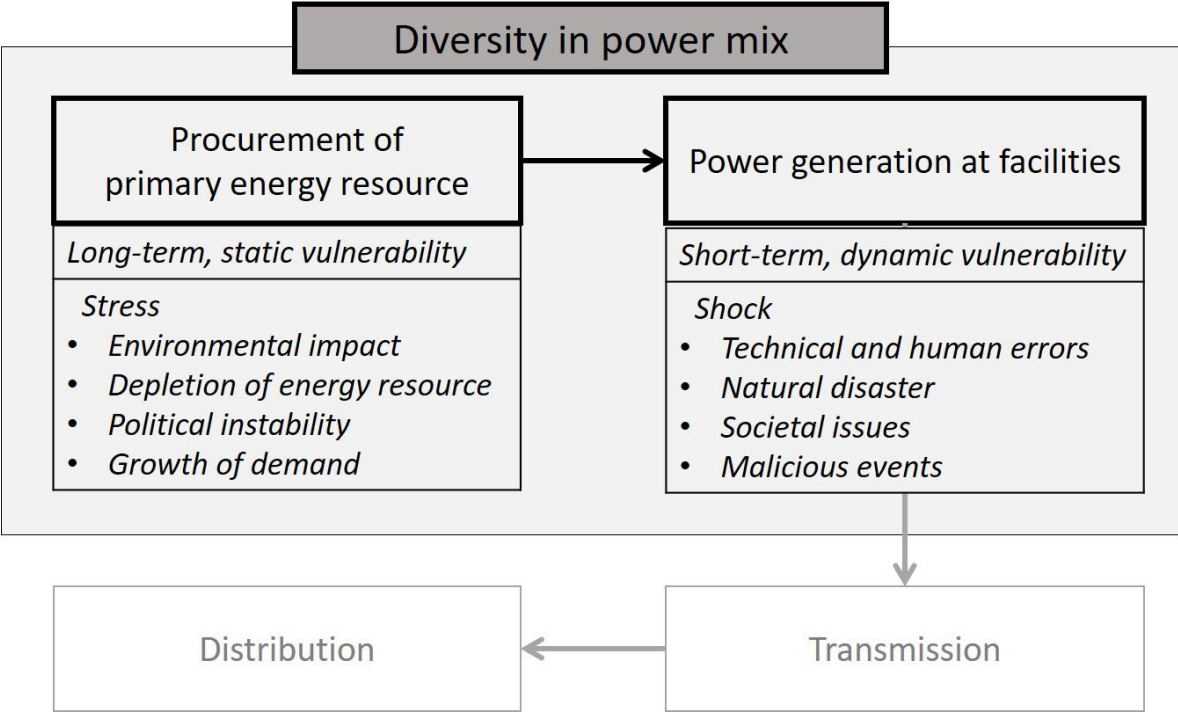 Diversity in power mix
Procurement of
primary energy resource
Long-term, static vulnerability
Stress
• Environmental impact
• Depletion of energy resource
• Political instability
• Growth of demand
Power generation at facilities
Short-term, dynamic vulnerability
Shock
• Technical and human errors
• Natural disaster
• Societal issues
• Malicious events
Distribution
Transmission